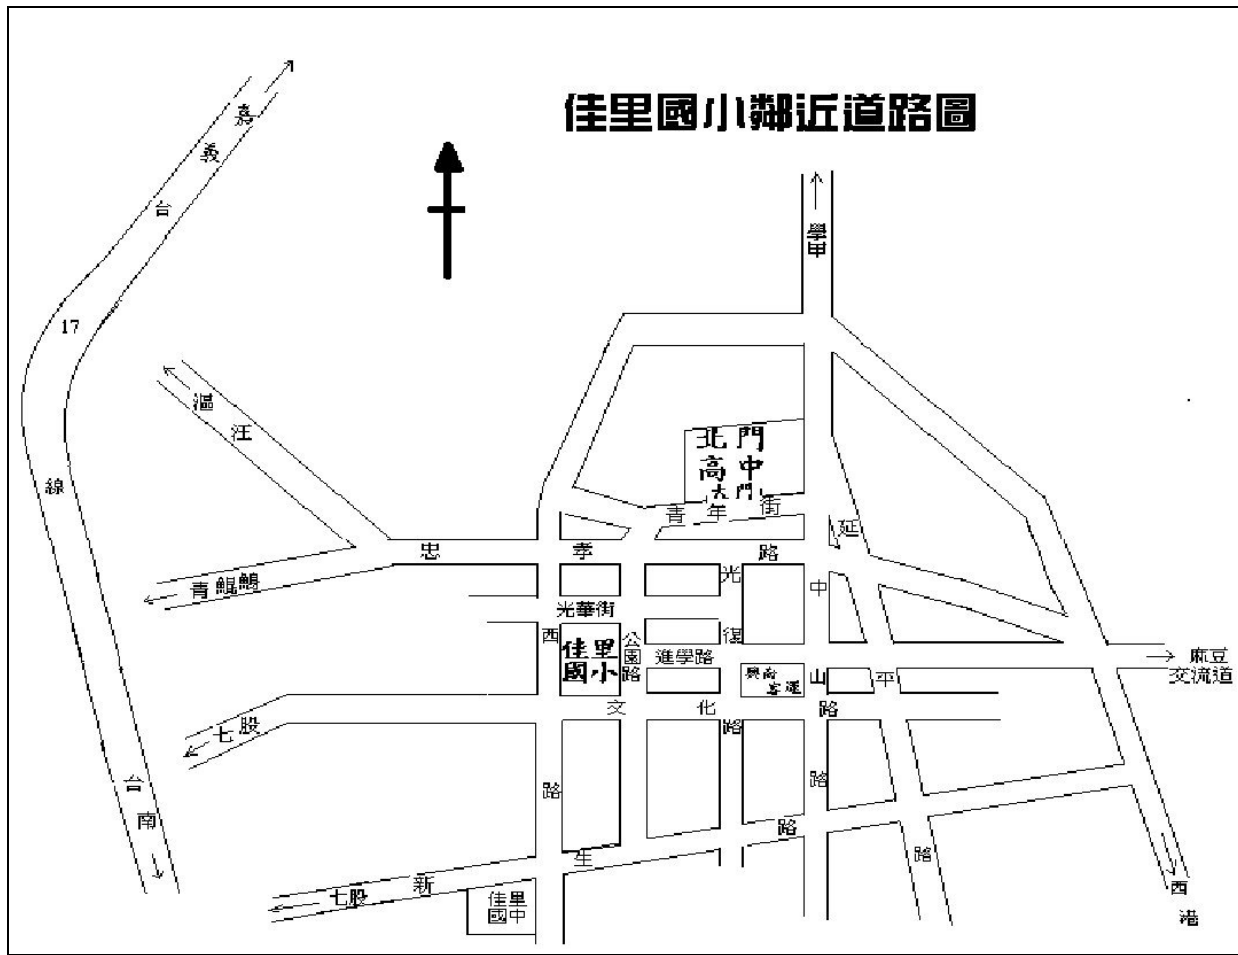 佳里國小鄰近道路圖
嘉義
台17線
台南
學甲
漚汪
北門
高中
大門
青年街
延平路
忠孝路
青鯤鯓
光華街
光復路
中山路
西路
佳里
國小
公園路
進學路
興南
客運
麻豆
交流道
文化路
七股
新生路
七股
佳里
國中
西港